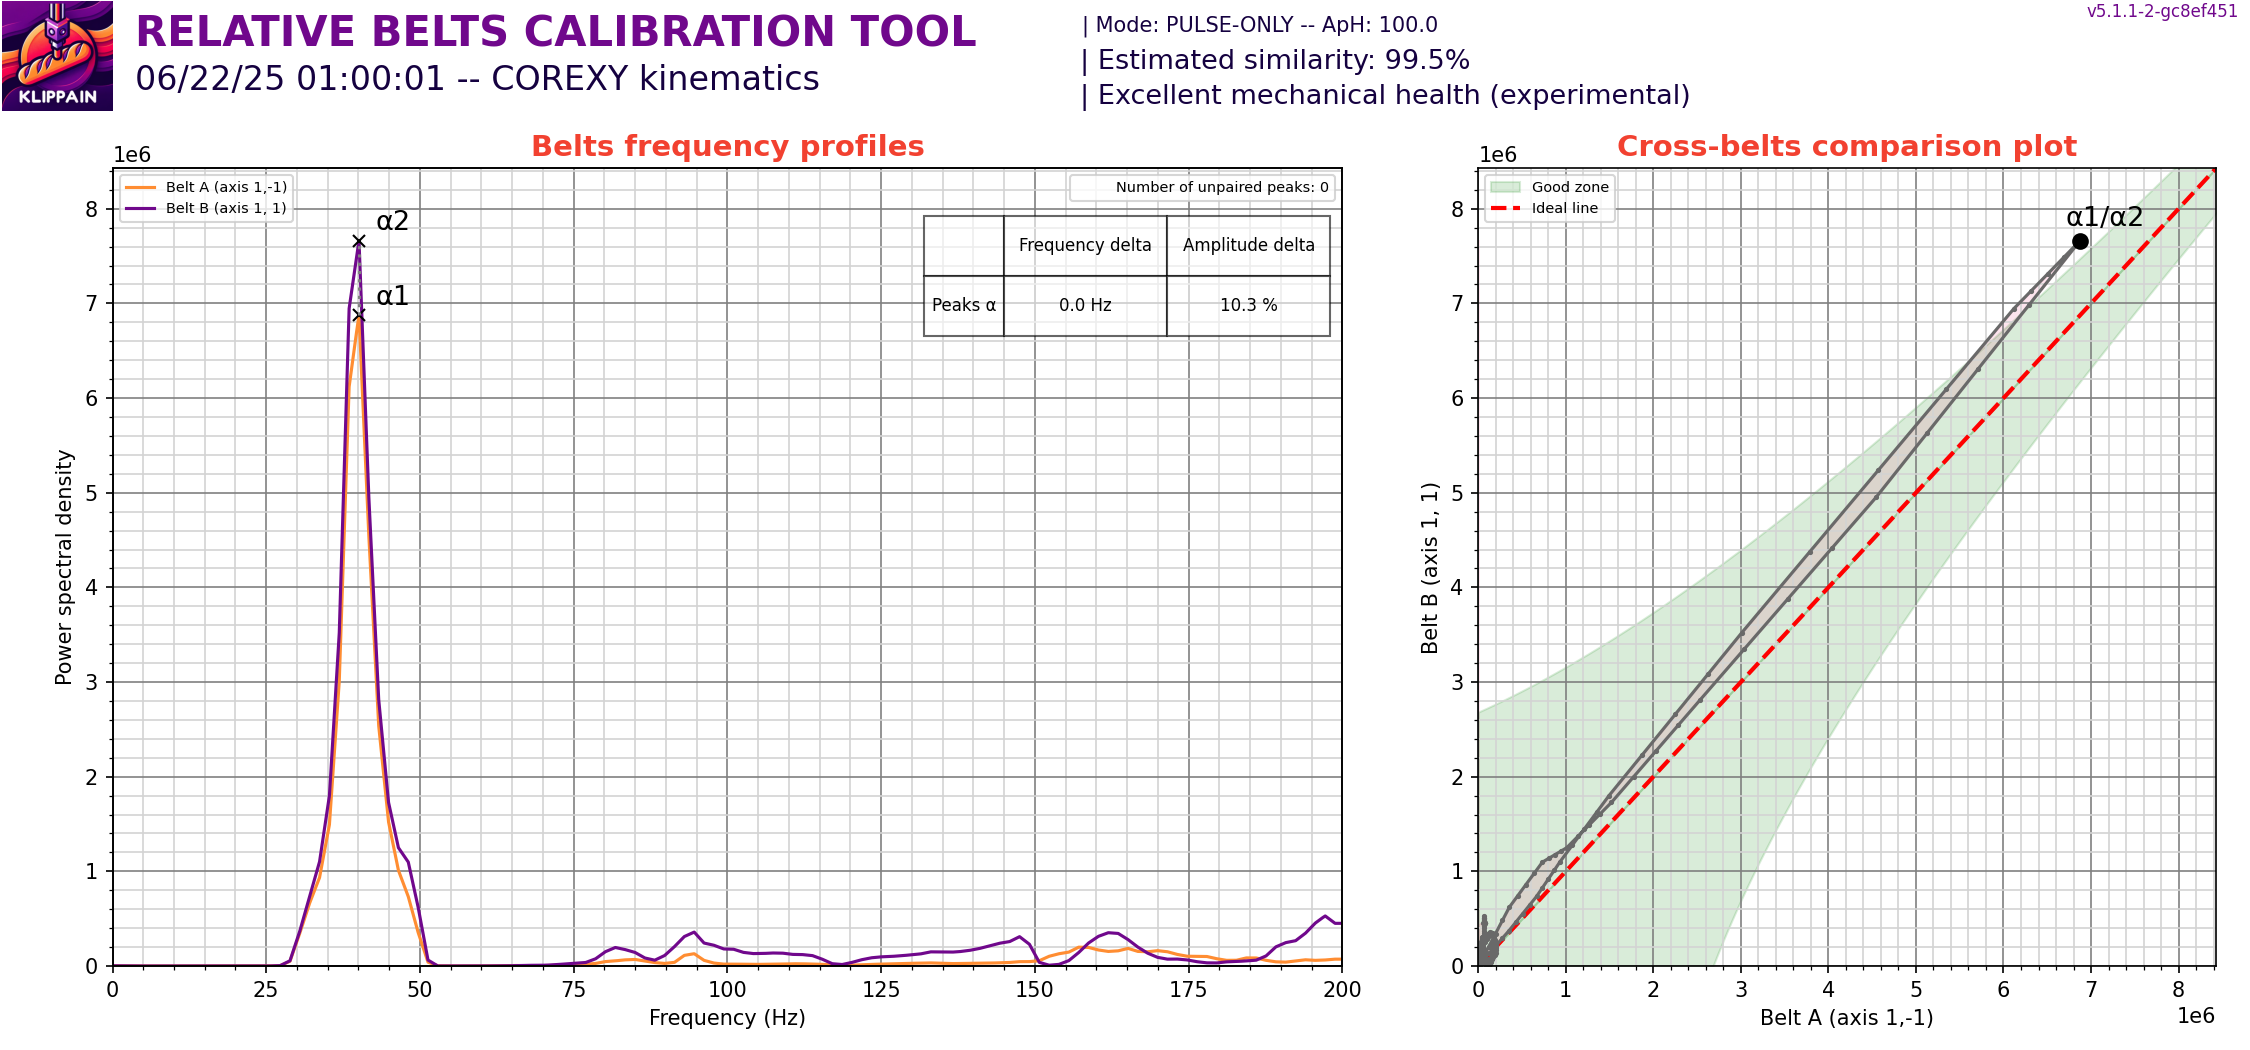 KLIPPAIN
RELATIVE BELTS CALIBRATION TOOL
06/22/25 01:00:01 -- COREXY kinematics
| Mode: PULSE-ONLY -- ApH: 100.0
| Estimated similarity: 99.5%
| Excellent mechanical health (experimental)
v5.1.1-2-gc8ef451
Belts frequency profiles
1e6
Belt A (axis 1,-1)
Belt B (axis 1, 1)
Number of unpaired peaks: 0
Frequency delta Amplitude delta
Peaks α 0.0 Hz 10.3 %
α2
α1
8
7
6
5
4
3
2
1
0
Power spectral density
0 25 50 75 100 125 150 175 200
Frequency (Hz)
Cross-belts comparison plot
1e6
Good zone
Ideal line
α1/α2
8
7
6
5
4
3
2
1
0
Belt B (axis 1, 1)
0 1 2 3 4 5 6 7 8
Belt A (axis 1,-1)
1e6